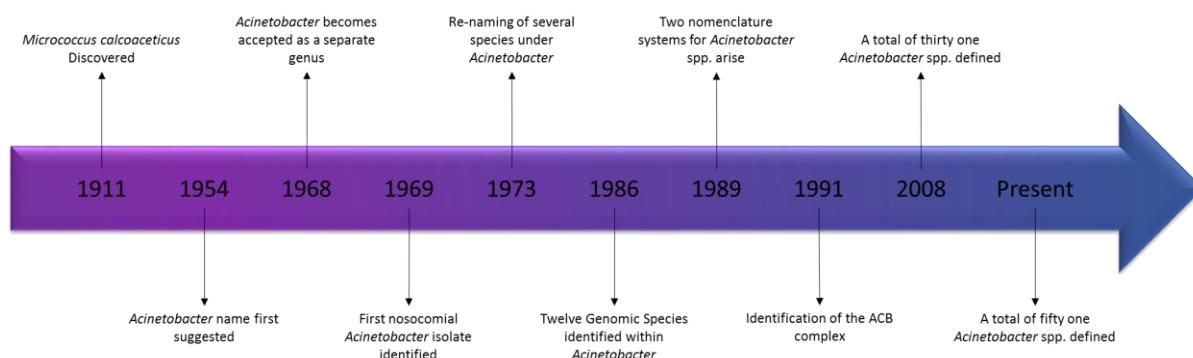 Micrococcus calcoaceticus
Discovered
Acinetobacter becomes
accepted as a separate
genus
Re-naming of several
species under
Acinetobacter
Two nomenclature
systems for Acinetobacter
spp. arise
A total of thirty one
Acinetobacter spp. defined
1911 1954 1968 1969 1973 1986 1989 1991 2008 Present
Acinetobacter name first
suggested
First nosocomial
Acinetobacter isolate
identified
Twelve Genomic Species
identified within
Acinetobacter
Identification of the ACB
complex
A total of fifty one
Acinetobacter spp. defined